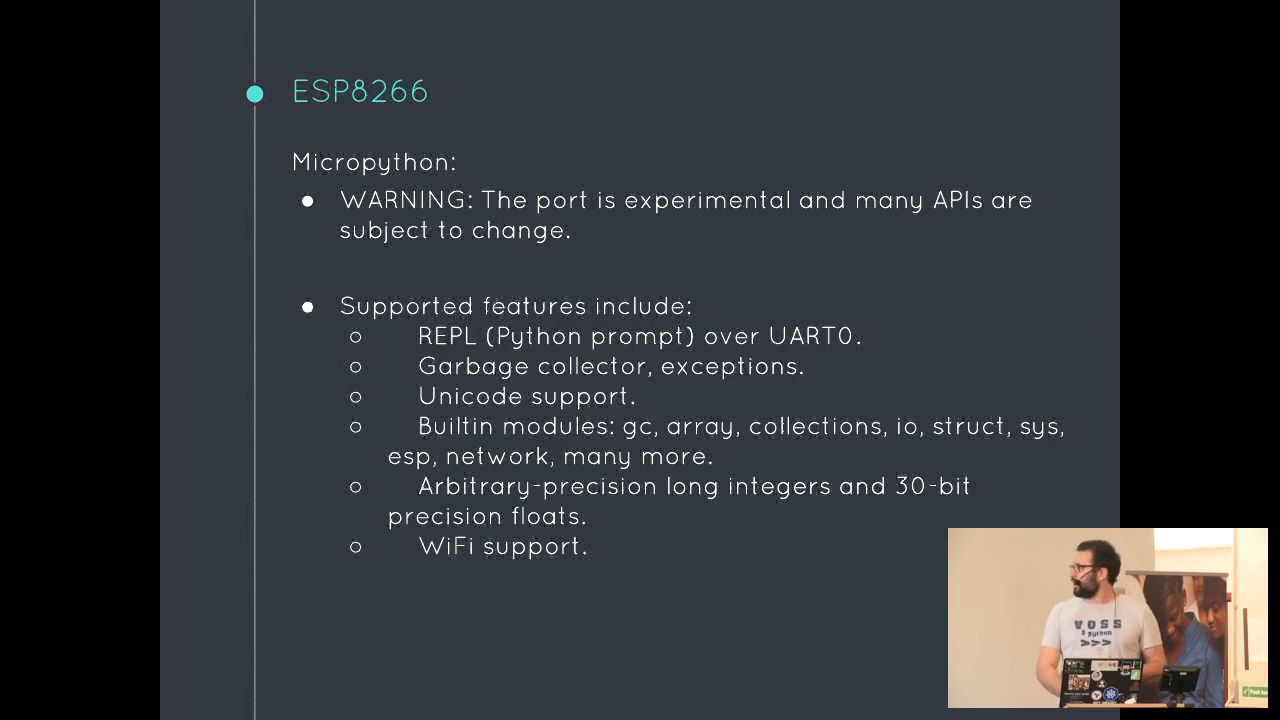 ESP8266
Micropython:
● WARNING: The port is experimental and many APIs are
subject to change.
● Supported features include:
○ REPL (Python prompt) over UART0.
○ Garbage collector, exceptions.
○ Unicode support.
○ Builtin modules: gc, array, collections, io, struct, sys,
esp, network, many more.
○ Arbitrary-precision long integers and 30-bit
precision floats.
○ WiFi support.
VOSS
$ Python
>>>